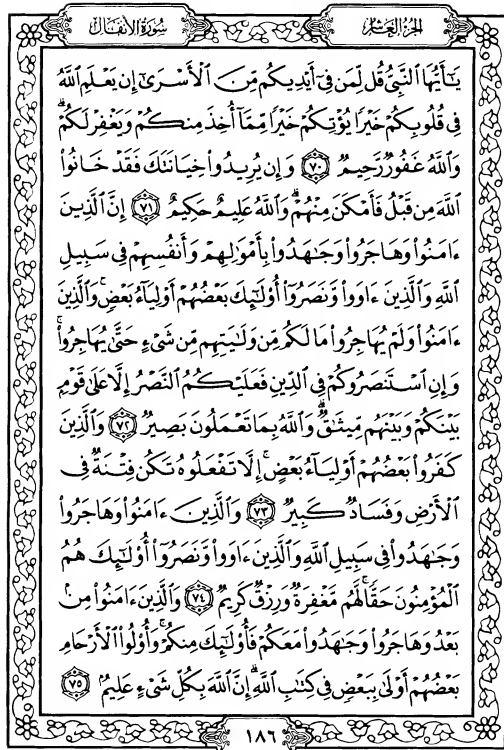 سورة الأنفال
الجزء العاشر
يَٰٓأَيُّهَا ٱلنَّبِيُّ قُل لِّمَن فِىٓ أَيْدِيكُم مِّنَ ٱلْأَسْرَىٰٓ إِن يَعْلَمِ ٱللَّهُ
فِى قُلُوبِكُمْ خَيْرًا يُؤْتِكُمْ خَيْرًا مِّمَّآ أُخِذَ مِنكُمْ وَيَغْفِرْ لَكُمْ ۗ
وَٱللَّهُ غَفُورٌ رَّحِيمٌ ٧٠ وَإِن يُرِيدُوا۟ خِيَانَتَكَ فَقَدْ خَانُوا۟
ٱللَّهَ مِن قَبْلُ فَأَمْكَنَ مِنْهُمْ ۗ وَٱللَّهُ عَلِيمٌ حَكِيمٌ ٧١ إِنَّ ٱلَّذِينَ
ءَامَنُوا۟ وَهَاجَرُوا۟ وَجَٰهَدُوا۟ بِأَمْوَٰلِهِمْ وَأَنفُسِهِمْ فِى سَبِيلِ
ٱللَّهِ وَٱلَّذِينَ ءَاوَوا۟ وَّنَصَرُوٓا۟ أُو۟لَٰٓئِكَ بَعْضُهُمْ أَوْلِيَآءُ بَعْضٍ ۚ وَٱلَّذِينَ
ءَامَنُوا۟ وَلَمْ يُهَاجِرُوا۟ مَا لَكُم مِّن وَلَٰيَتِهِم مِّن شَىْءٍ حَتَّىٰ يُهَاجِرُوا۟ ۚ
وَإِنِ ٱسْتَنصَرُوكُمْ فِى ٱلدِّينِ فَعَلَيْكُمُ ٱلنَّصْرُ إِلَّا عَلَىٰ قَوْمٍۭ
بَيْنَكُمْ وَبَيْنَهُم مِّيثَٰقٌ ۗ وَٱللَّهُ بِمَا تَعْمَلُونَ بَصِيرٌ ٧٢ وَٱلَّذِينَ
كَفَرُوا۟ بَعْضُهُمْ أَوْلِيَآءُ بَعْضٍ ۚ إِلَّا تَفْعَلُوهُ تَكُن فِتْنَةٌ فِى
ٱلْأَرْضِ وَفَسَادٌ كَبِيرٌ ٧٣ وَٱلَّذِينَ ءَامَنُوا۟ وَهَاجَرُوا۟
وَجَٰهَدُوا۟ فِى سَبِيلِ ٱللَّهِ وَٱلَّذِينَ ءَاوَوا۟ وَّنَصَرُوٓا۟ أُو۟لَٰٓئِكَ هُمُ
ٱلْمُؤْمِنُونَ حَقًّا ۚ لَّهُم مَّغْفِرَةٌ وَرِزْقٌ كَرِيمٌ ٧٤ وَٱلَّذِينَ ءَامَنُوا۟ مِنۢ
بَعْدُ وَهَاجَرُوا۟ وَجَٰهَدُوا۟ مَعَكُمْ فَأُو۟لَٰٓئِكَ مِنكُمْ ۚ وَأُو۟لُوا۟ ٱلْأَرْحَامِ
بَعْضُهُمْ أَوْلَىٰ بِبَعْضٍ فِى كِتَٰبِ ٱللَّهِ ۗ إِنَّ ٱللَّهَ بِكُلِّ شَىْءٍ عَلِيمٌۢ ٧٥
١٨٦